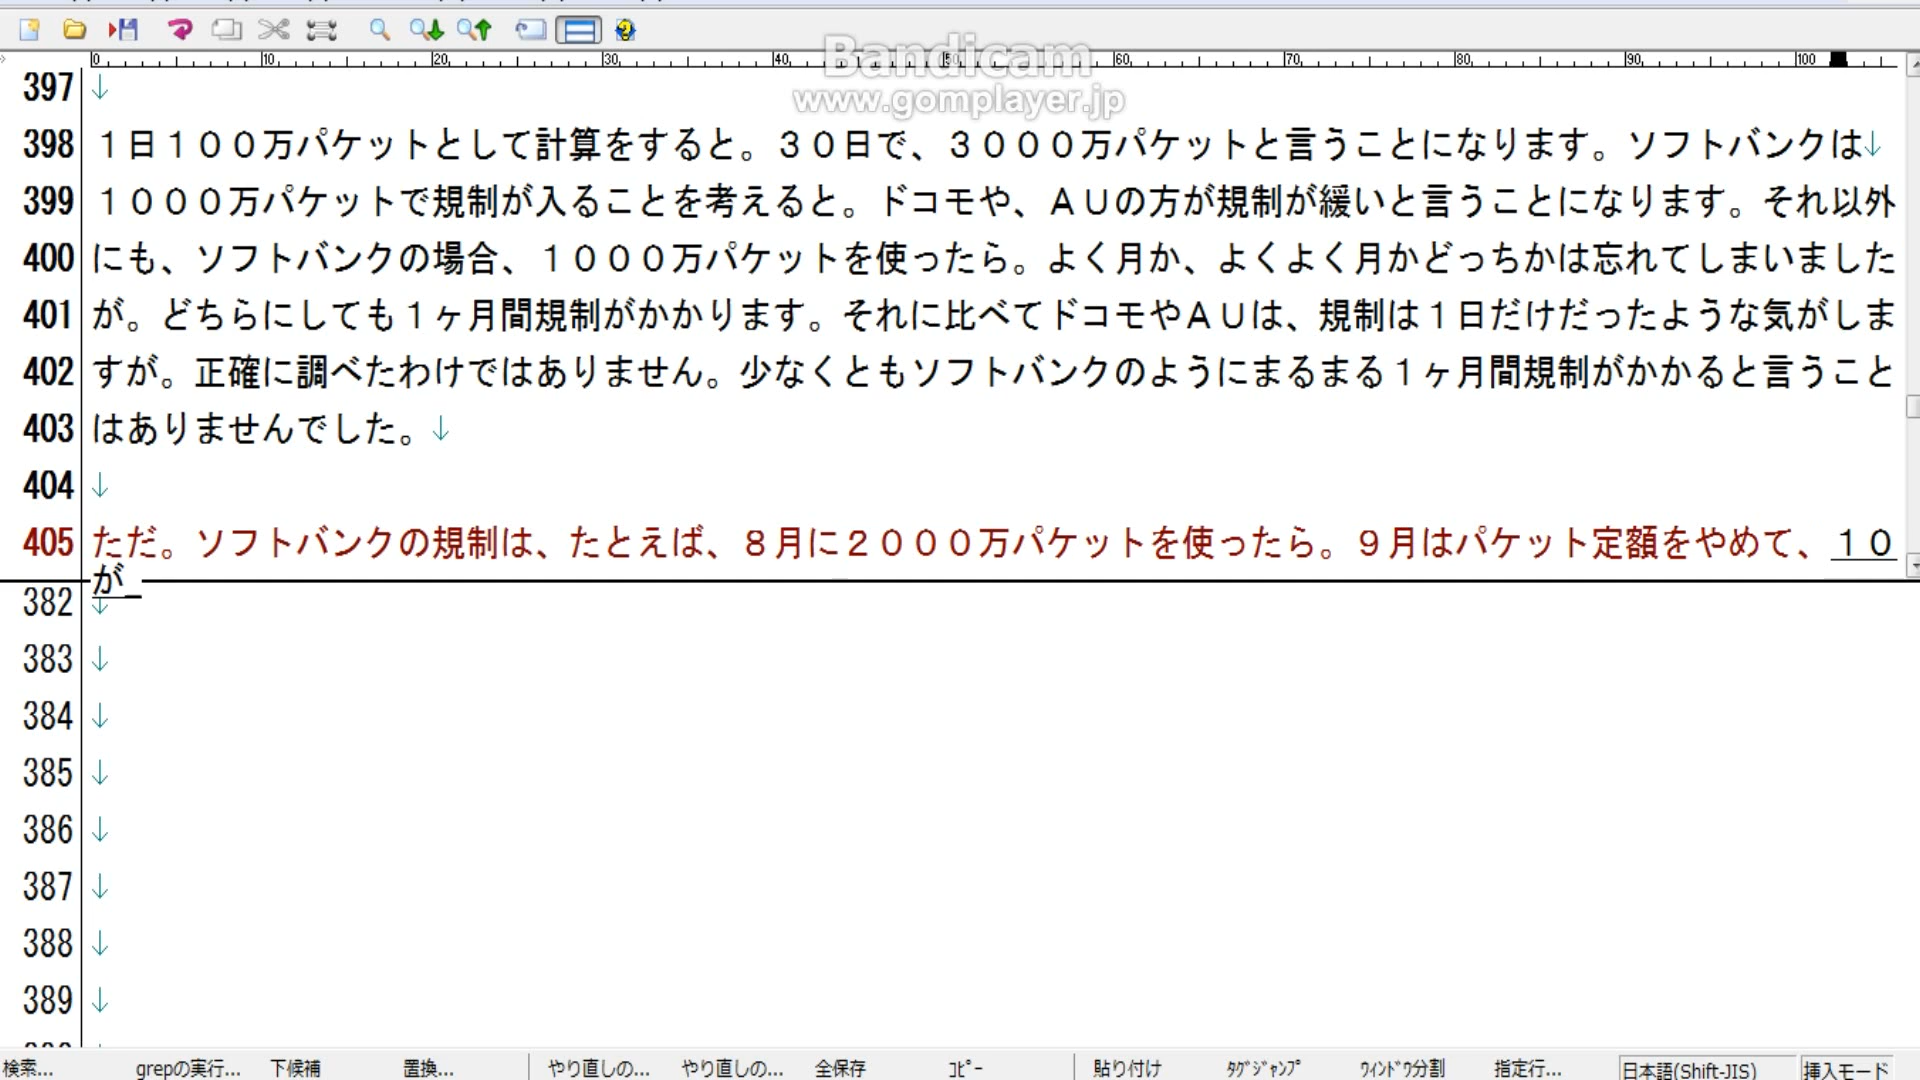 Bandicam
www.gomplayer.jp
0 10 20 30 40 50 60 70 80 90 100
397 ↓
398 １日１００万パケットとして計算をすると。３０日で、３０００万パケットと言うことになります。ソフトバンクは↓
399 １０００万パケットで規制が入ることを考えると。ドコモや、ＡＵの方が規制が緩いと言うことになります。それ以外
400 にも、ソフトバンクの場合、１０００万パケットを使ったら。よく月か、よくよく月かどっちかは忘れてしまいました
401 が。どちらにしても１ヶ月間規制がかかります。それに比べてドコモやＡＵは、規制は１日だけだったような気がしま
402 すが。正確に調べたわけではありません。少なくともソフトバンクのようにまるまる１ヶ月間規制がかかると言うこと
403 はありませんでした。↓
404 ↓
405 ただ。ソフトバンクの規制は、たとえば、８月に２０００万パケットを使ったら。９月はパケット定額をやめて、１０
が_
382 ↓
383 ↓
384 ↓
385 ↓
386 ↓
387 ↓
388 ↓
389 ↓
検索... grepの実行... 下候補 置換... やり直しの... やり直しの... 全保存 ｺﾋﾟｰ 貼り付け ﾀｸﾞｼﾞｬﾝﾌﾟ ｳｨﾝﾄﾞｳ分割 指定行... 日本語(Shift-JIS) 挿入モード